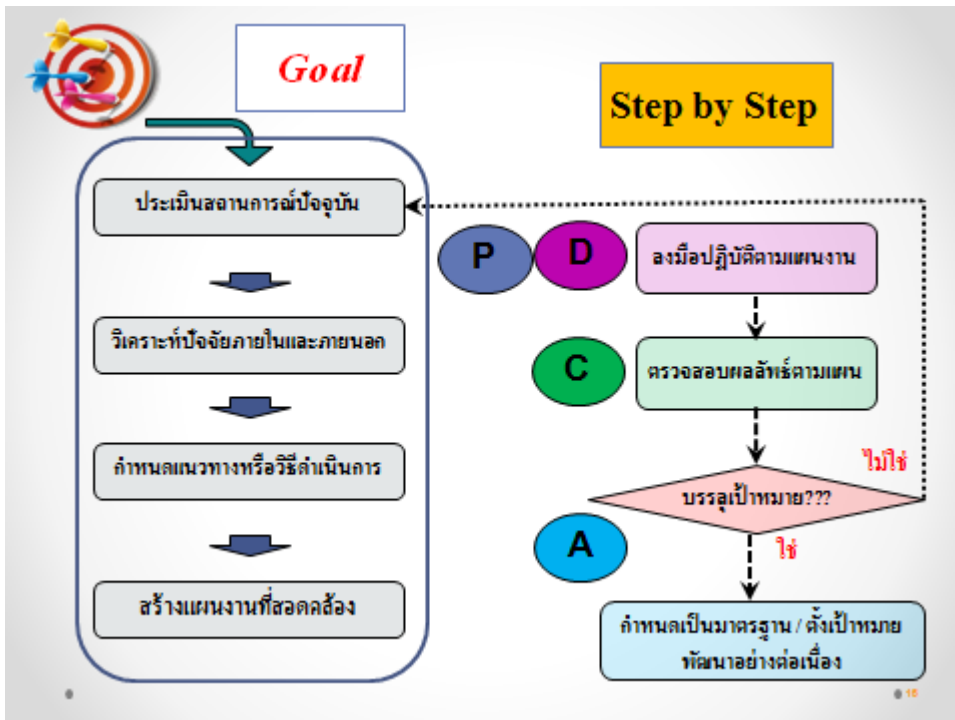 Goal
Step by Step
ประเมินสถานการณ์ปัจจุบัน
วิเคราะห์ปัจจัยภายในและภายนอก
กำหนดแนวทางหรือวิธีดำเนินการ
สร้างแผนงานที่สอดคล้อง
P
D
ลงมือปฏิบัติตามแผนงาน
C
ตรวจสอบผลลัพธ์ตามแผน
ไม่ใช่
บรรลุเป้าหมาย???
A
ใช่
กำหนดเป็นมาตรฐาน / ตั้งเป้าหมาย
พัฒนาอย่างต่อเนื่อง
16